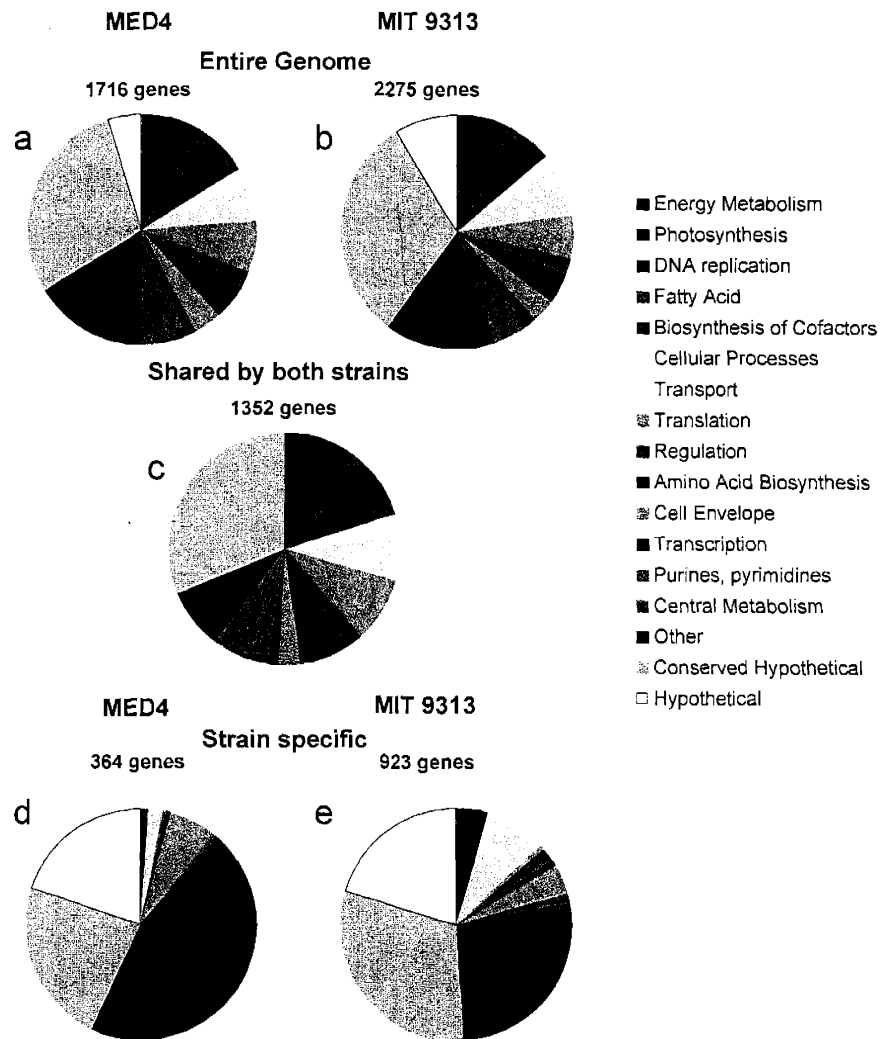 MED4 MIT 9313
Entire Genome
1716 genes 2275 genes
a b
Shared by both strains
1352 genes
c
Energy Metabolism
Photosynthesis
DNA replication
Fatty Acid
Biosynthesis of Cofactors
Cellular Processes
Transport
Translation
Regulation
Amino Acid Biosynthesis
Cell Envelope
Transcription
Purines, pyrimidines
Central Metabolism
Other
Conserved Hypothetical
Hypothetical
MED4 MIT 9313
Strain specific
364 genes 923 genes
d e